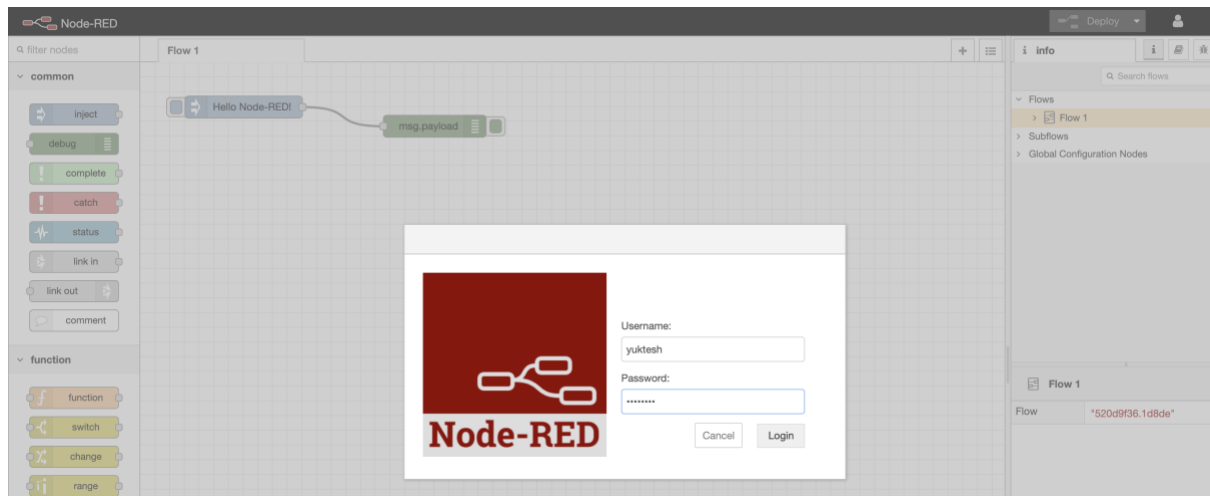 Node-RED
Deploy
filter nodes
Flow 1
info
i
Search flows
common
Flows
Flow 1
Subflows
Global Configuration Nodes
inject
debug
complete
catch
status
link in
link out
comment
function
function
switch
change
range
Hello Node-RED!
msg.payload
Node-RED
Username:
yuktesh
Password:
••••••••
Cancel
Login
Flow 1
Flow
"520d9f36.1d8de"